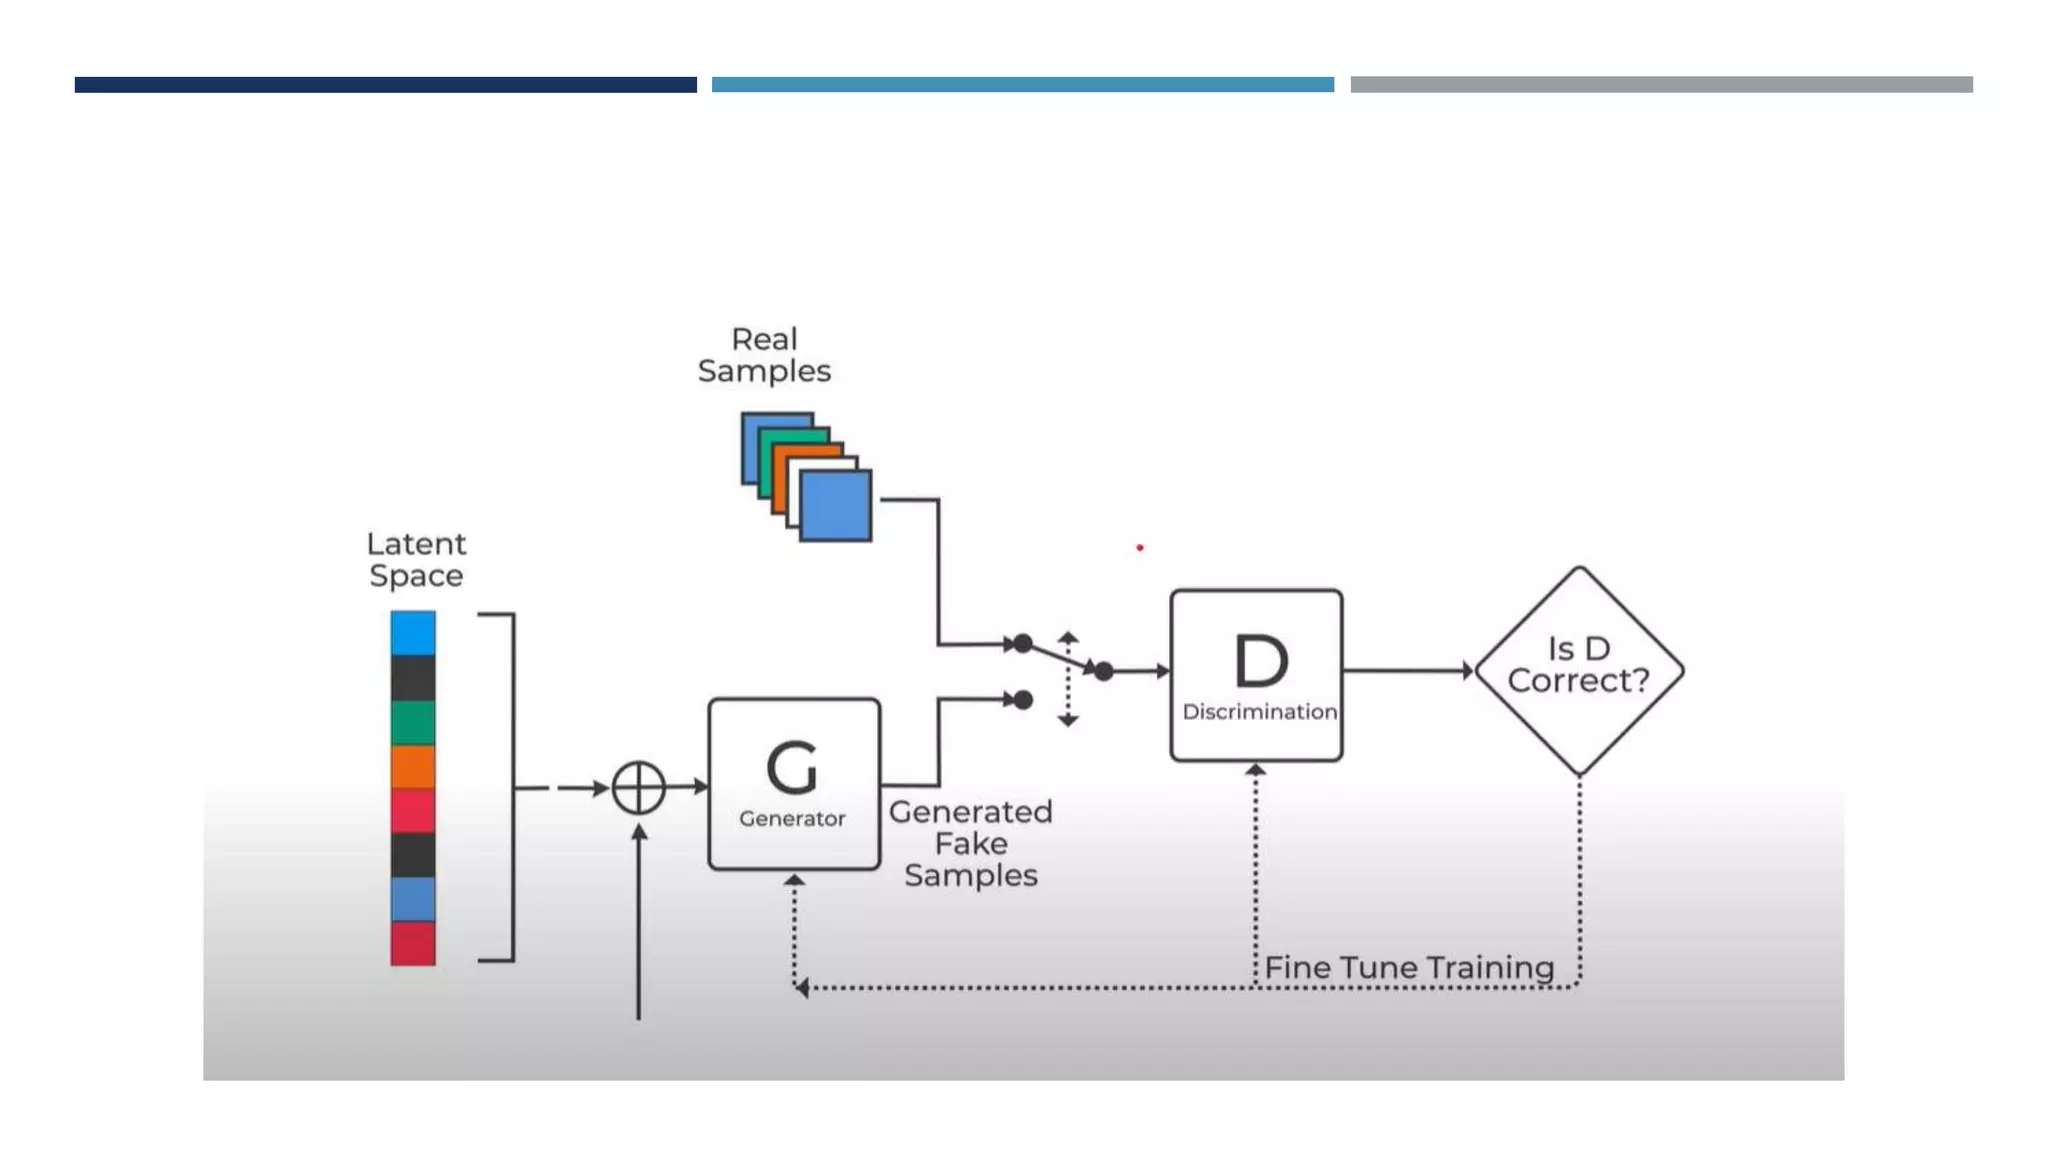 Real
Samples
Latent
Space
Is D
Correct?
D
Discrimination
G
Generator
Generated
Fake
Samples
Fine Tune Training